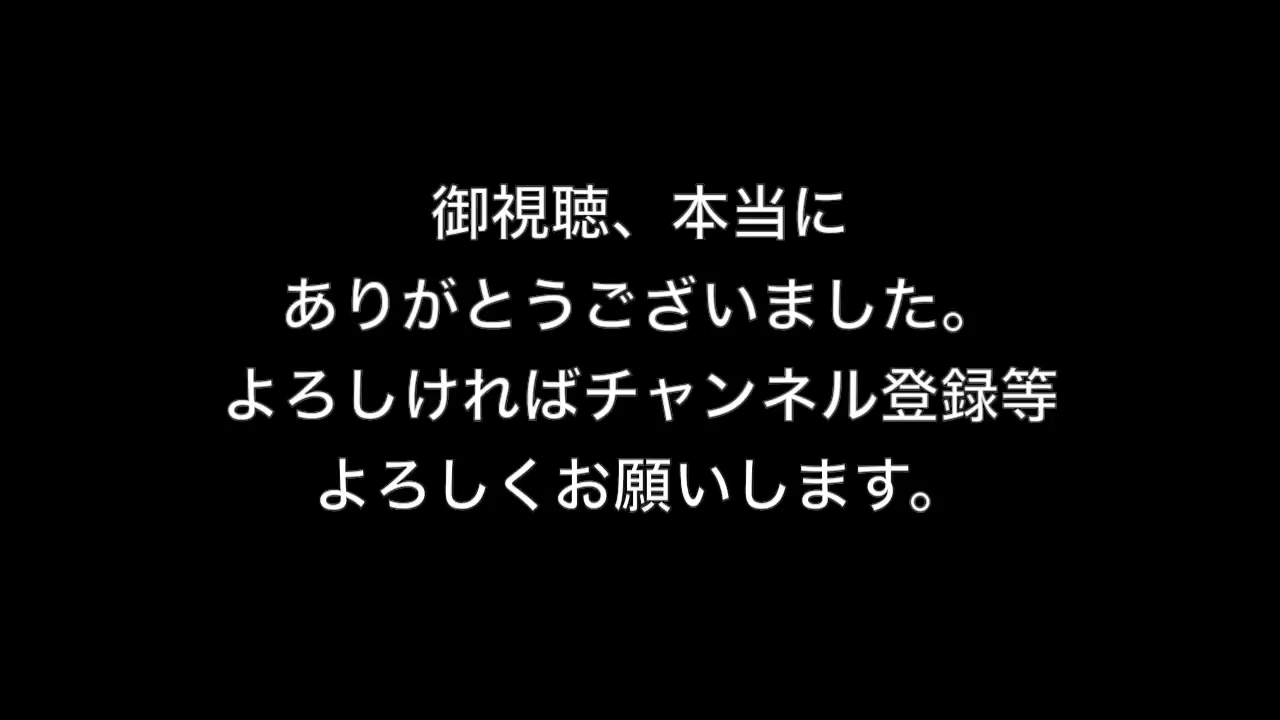 御視聴、本当に
ありがとうございました。
よろしければチャンネル登録等
よろしくお願いします。